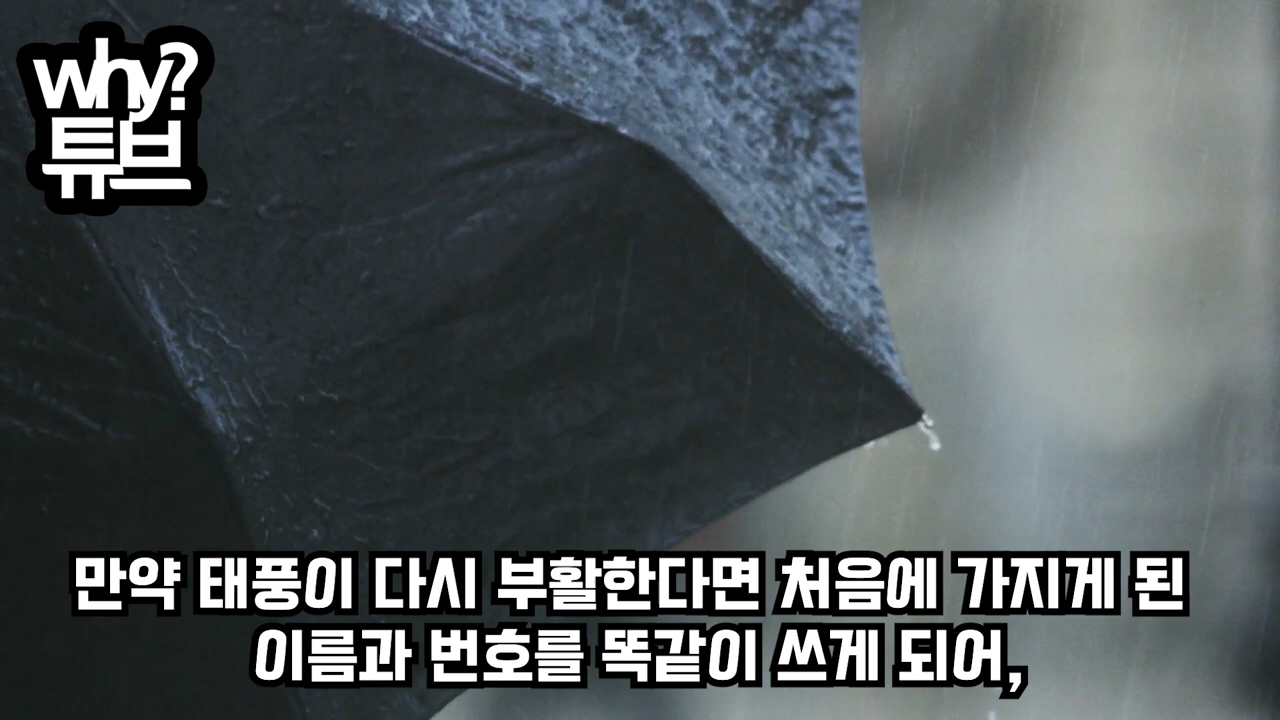 why?
튜브
만약 태풍이 다시 부활한다면 처음에 가지게 된
이름과 번호를 똑같이 쓰게 되어,